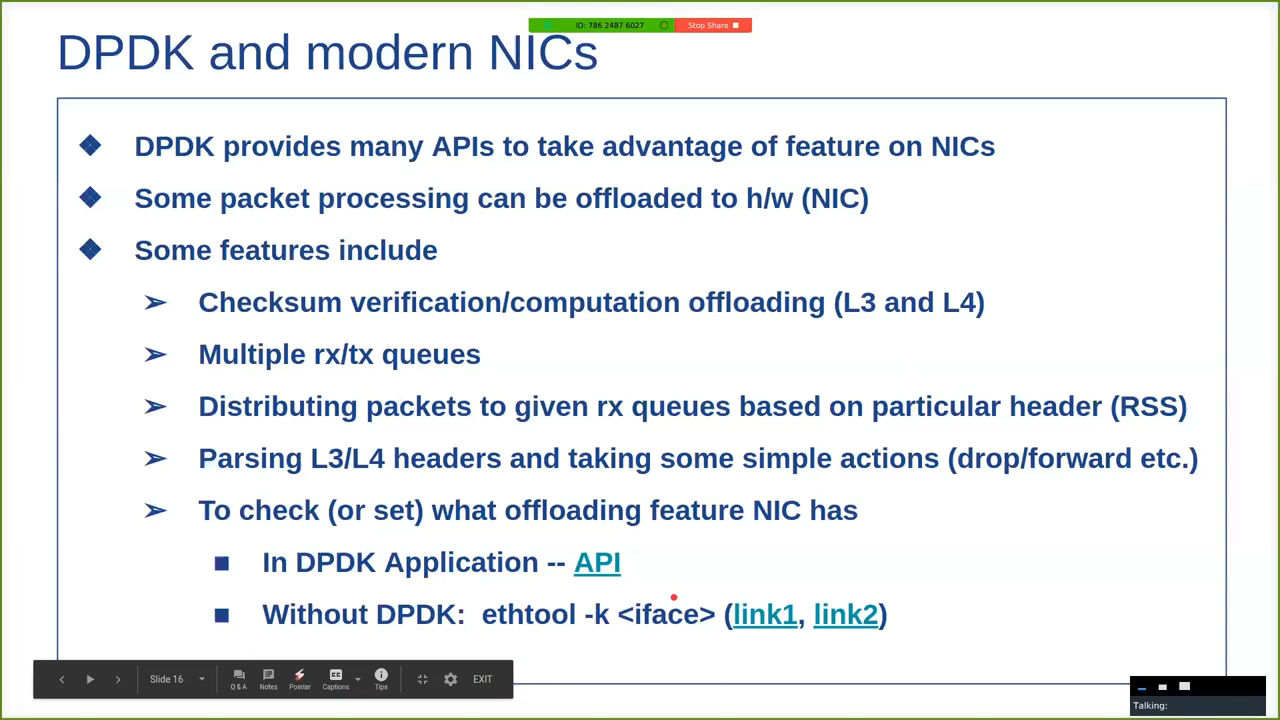 ID: 786 2487 6027
Stop Share
DPDK and modern NICs
DPDK provides many APIs to take advantage of feature on NICs
Some packet processing can be offloaded to h/w (NIC)
Some features include
Checksum verification/computation offloading (L3 and L4)
Multiple rx/tx queues
Distributing packets to given rx queues based on particular header (RSS)
Parsing L3/L4 headers and taking some simple actions (drop/forward etc.)
To check (or set) what offloading feature NIC has
In DPDK Application -- API
Without DPDK: ethtool -k <iface> (link1, link2)
Slide 16
Q & A
Notes
Pointer
CC
Captions
Tips
EXIT
Talking: